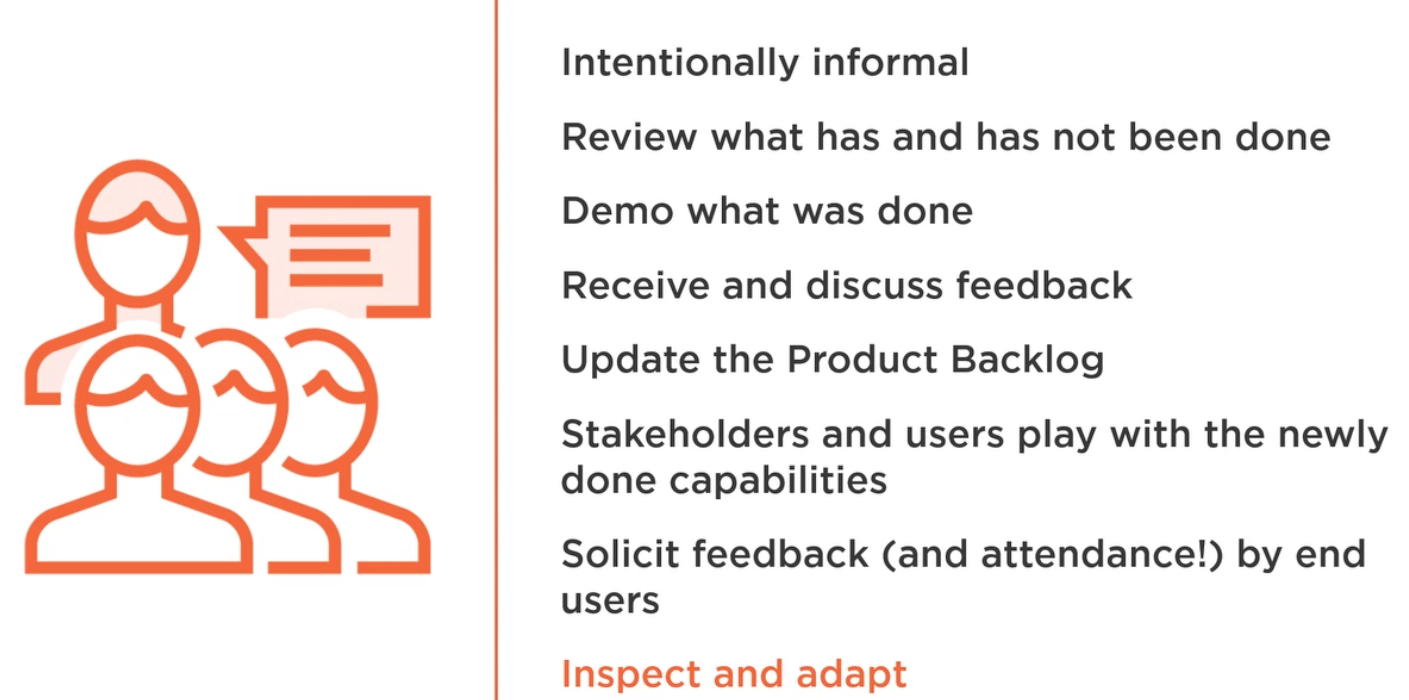 Intentionally informal
Review what has and has not been done
Demo what was done
Receive and discuss feedback
Update the Product Backlog
Stakeholders and users play with the newly
done capabilities
Solicit feedback (and attendance!) by end
users
Inspect and adapt